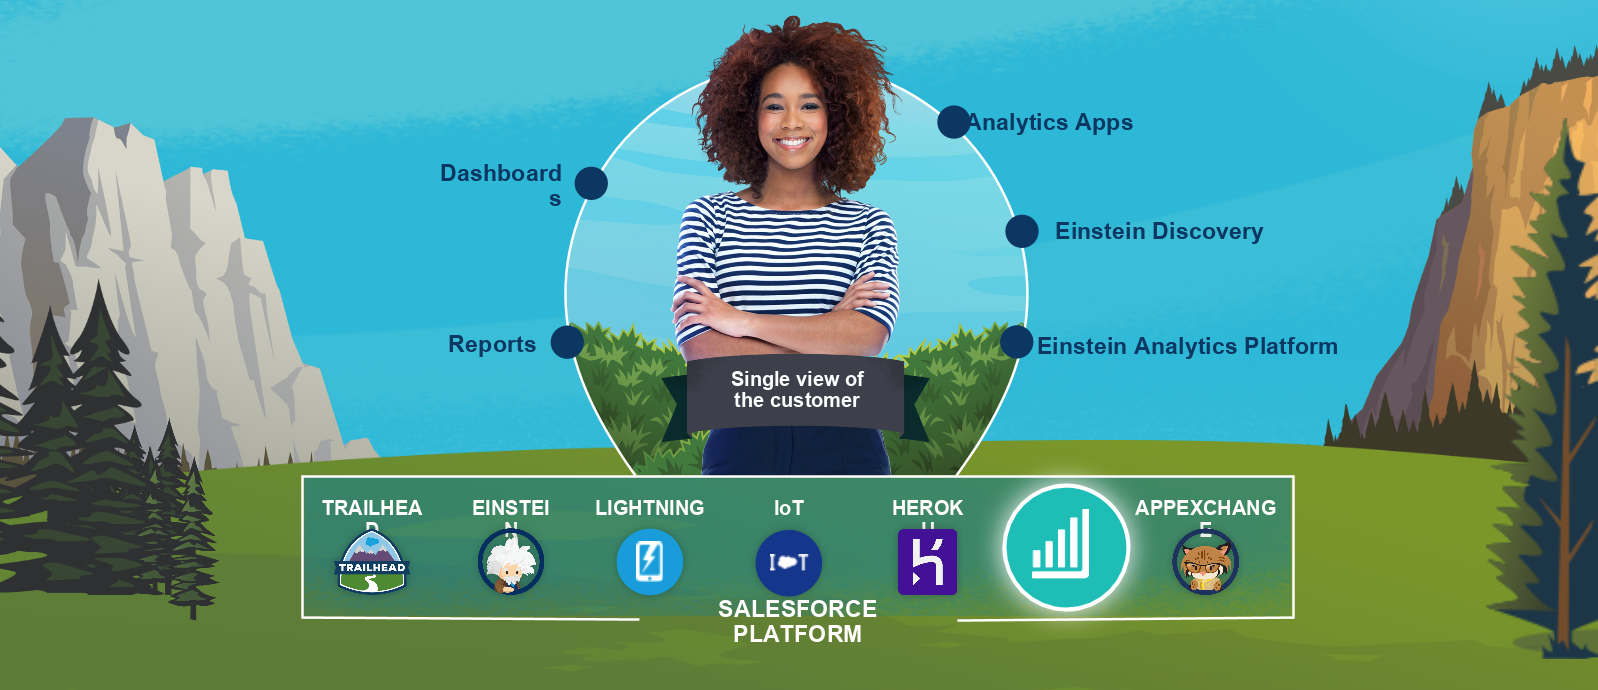 Analytics Apps
Dashboard
s
Einstein Discovery
Reports
Einstein Analytics Platform
Single view of
the customer
TRAILHEA
D
EINSTEI
N
LIGHTNING
IoT
HEROK
U
APPEXCHANG
E
TRAILHEAD
I T
SALESFORCE
PLATFORM